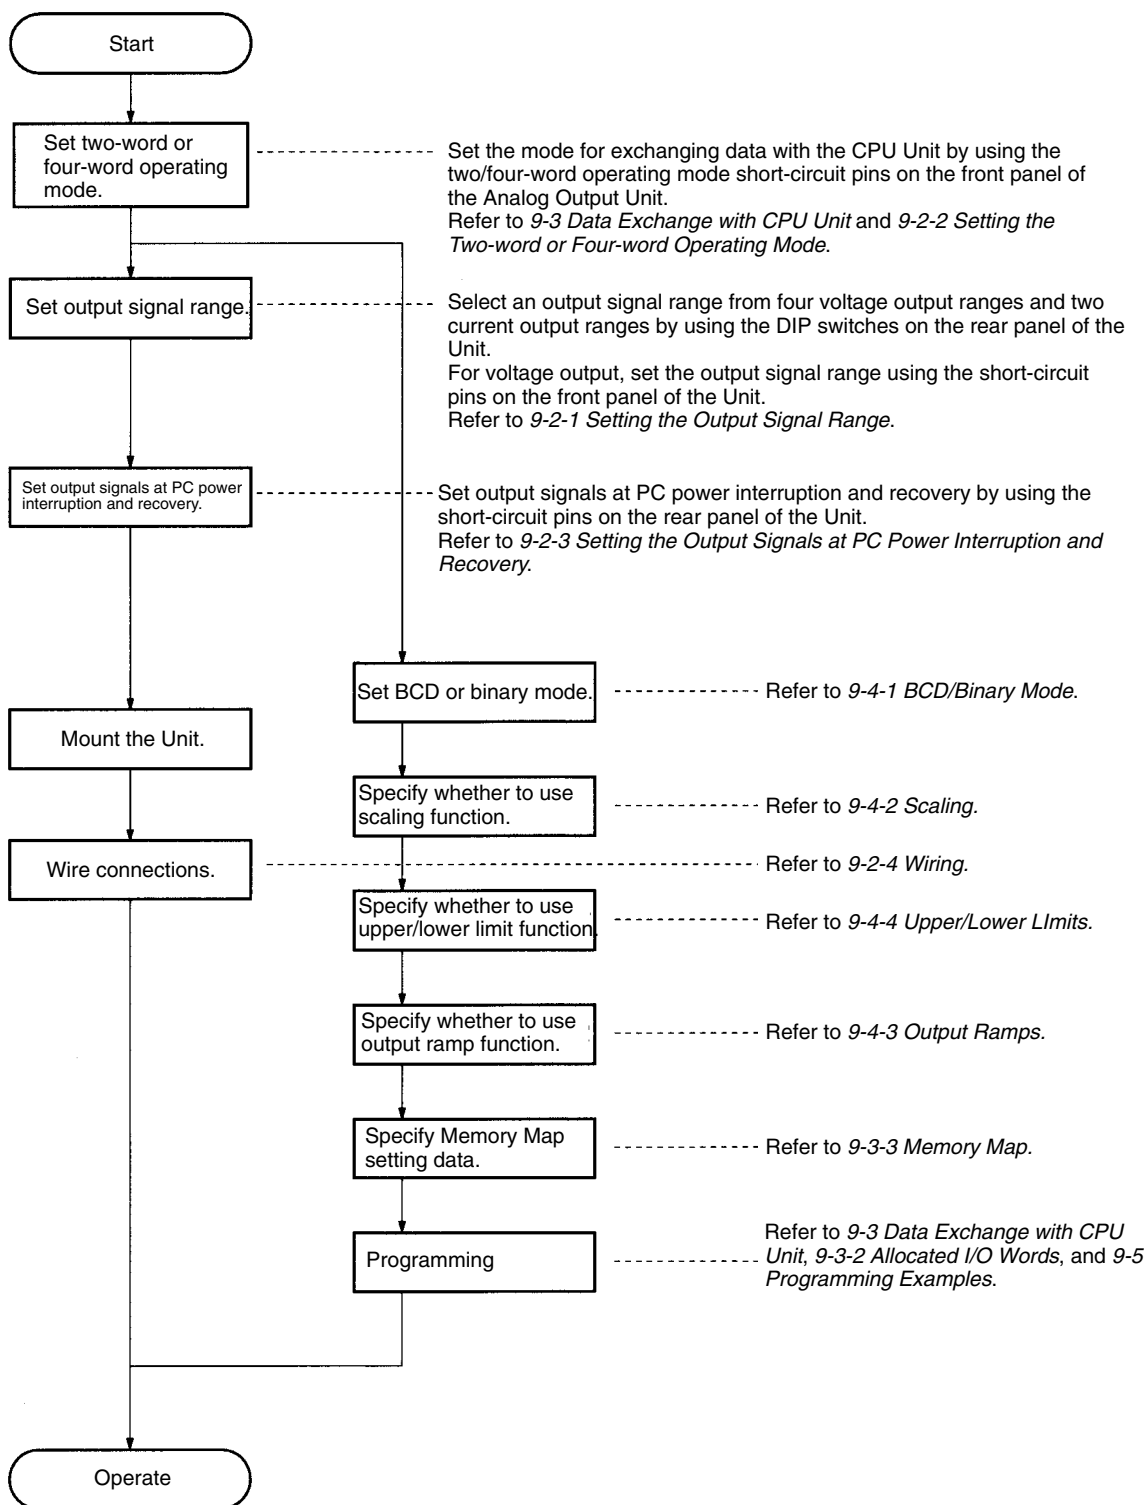 Start
Set two-word or
four-word operating
mode.
Set the mode for exchanging data with the CPU Unit by using the
two/four-word operating mode short-circuit pins on the front panel of
the Analog Output Unit.
Refer to 9-3 Data Exchange with CPU Unit and 9-2-2 Setting the
Two-word or Four-word Operating Mode.
Set output signal range.
Select an output signal range from four voltage output ranges and two
current output ranges by using the DIP switches on the rear panel of the
Unit.
For voltage output, set the output signal range using the short-circuit
pins on the front panel of the Unit.
Refer to 9-2-1 Setting the Output Signal Range.
Set output signals at PC power
interruption and recovery.
Set output signals at PC power interruption and recovery by using the
short-circuit pins on the rear panel of the Unit.
Refer to 9-2-3 Setting the Output Signals at PC Power Interruption and
Recovery.
Set BCD or binary mode.
Refer to 9-4-1 BCD/Binary Mode.
Mount the Unit.
Specify whether to use
scaling function.
Refer to 9-4-2 Scaling.
Wire connections.
Refer to 9-2-4 Wiring.
Specify whether to use
upper/lower limit function.
Refer to 9-4-4 Upper/Lower LImits.
Specify whether to use
output ramp function.
Refer to 9-4-3 Output Ramps.
Specify Memory Map
setting data.
Refer to 9-3-3 Memory Map.
Programming
Refer to 9-3 Data Exchange with CPU
Unit, 9-3-2 Allocated I/O Words, and 9-5
Programming Examples.
Operate